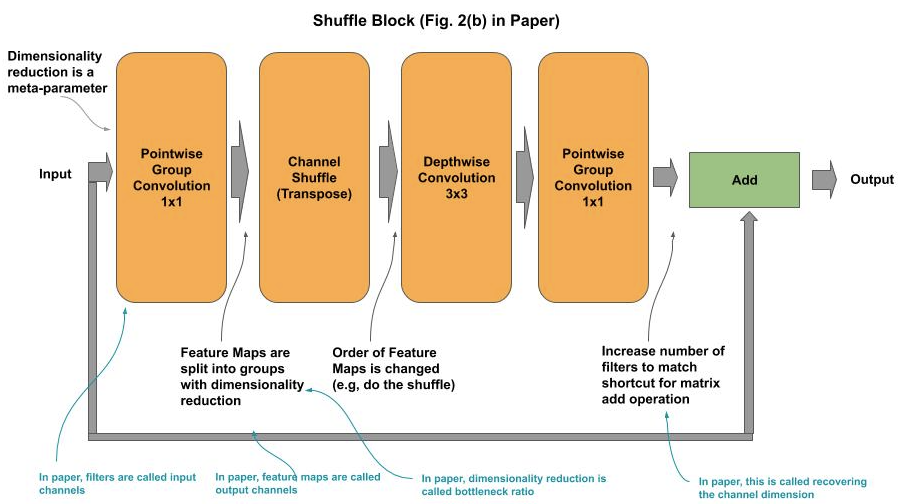 Shuffle Block (Fig. 2(b) in Paper)
Dimensionality
reduction is a
meta-parameter
Input
Pointwise
Group
Convolution
1x1
Channel
Shuffle
(Transpose)
Depthwise
Convolution
3x3
Pointwise
Group
Convolution
1x1
Add
Output
Feature Maps are
split into groups
with dimensionality
reduction
Order of Feature
Maps is changed
(e.g, do the shuffle)
Increase number of
filters to match
shortcut for matrix
add operation
In paper, filters are called input
channels
In paper, feature maps are called
output channels
In paper, dimensionality reduction is
called bottleneck ratio
In paper, this is called recovering
the channel dimension